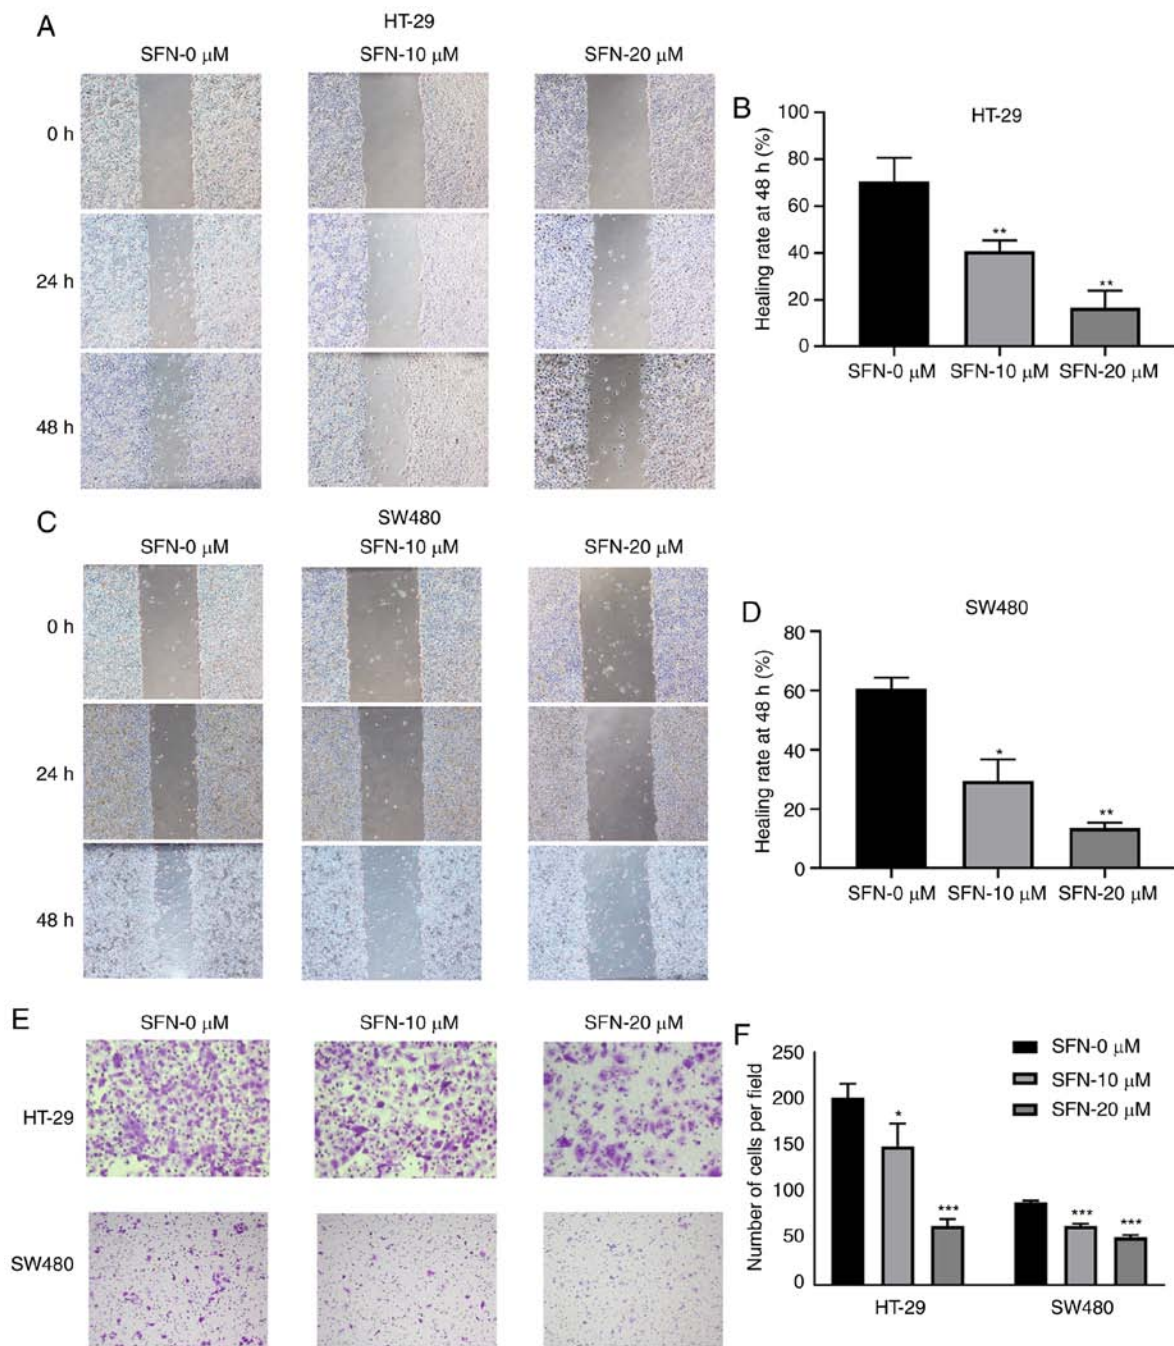 A
HT-29
SFN-0 μM SFN-10 μM SFN-20 μM
0 h
24 h
48 h
B
HT-29
Healing rate at 48 h (%)
100
80
60
40
20
0
**
**
SFN-0 μM SFN-10 μM SFN-20 μM
C
SW480
SFN-0 μM SFN-10 μM SFN-20 μM
0 h
24 h
48 h
D
SW480
Healing rate at 48 h (%)
80
60
40
20
0
*
**
SFN-0 μM SFN-10 μM SFN-20 μM
E
SFN-0 μM SFN-10 μM SFN-20 μM
HT-29
SW480
F
Number of cells per field
250
200
150
100
50
0
*
***
***
***
SFN-0 μM
SFN-10 μM
SFN-20 μM
HT-29 SW480